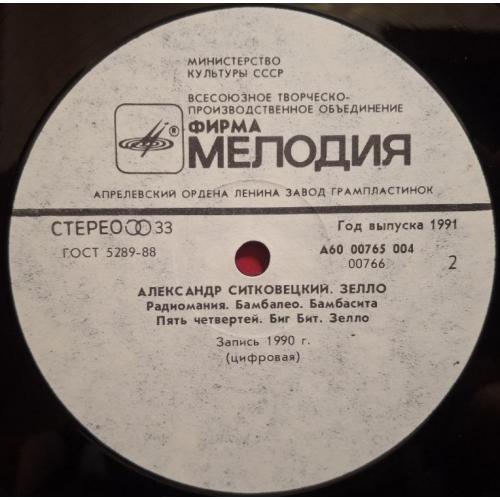 МИНИСТЕРСТВО
КУЛЬТУРЫ СССР
ВСЕСОЮЗНОЕ ТВОРЧЕСКО-
ПРОИЗВОДСТВЕННОЕ ОБЪЕДИНЕНИЕ
® ФИРМА
МЕЛОДИЯ
АПРЕЛЕВСКИЙ ОРДЕНА ЛЕНИНА ЗАВОД ГРАМПЛАСТИНОК
СТЕРЕО 33
Год выпуска 1991
ГОСТ 5289-88
А60 00765 004
00766
2
АЛЕКСАНДР СИТКОВЕЦКИЙ. ЗЕЛЛО
Радиомания. Бамбалео. Бамбасита
Пять четвертей. Биг Бит. Зелло
Запись 1990 г.
(цифровая)